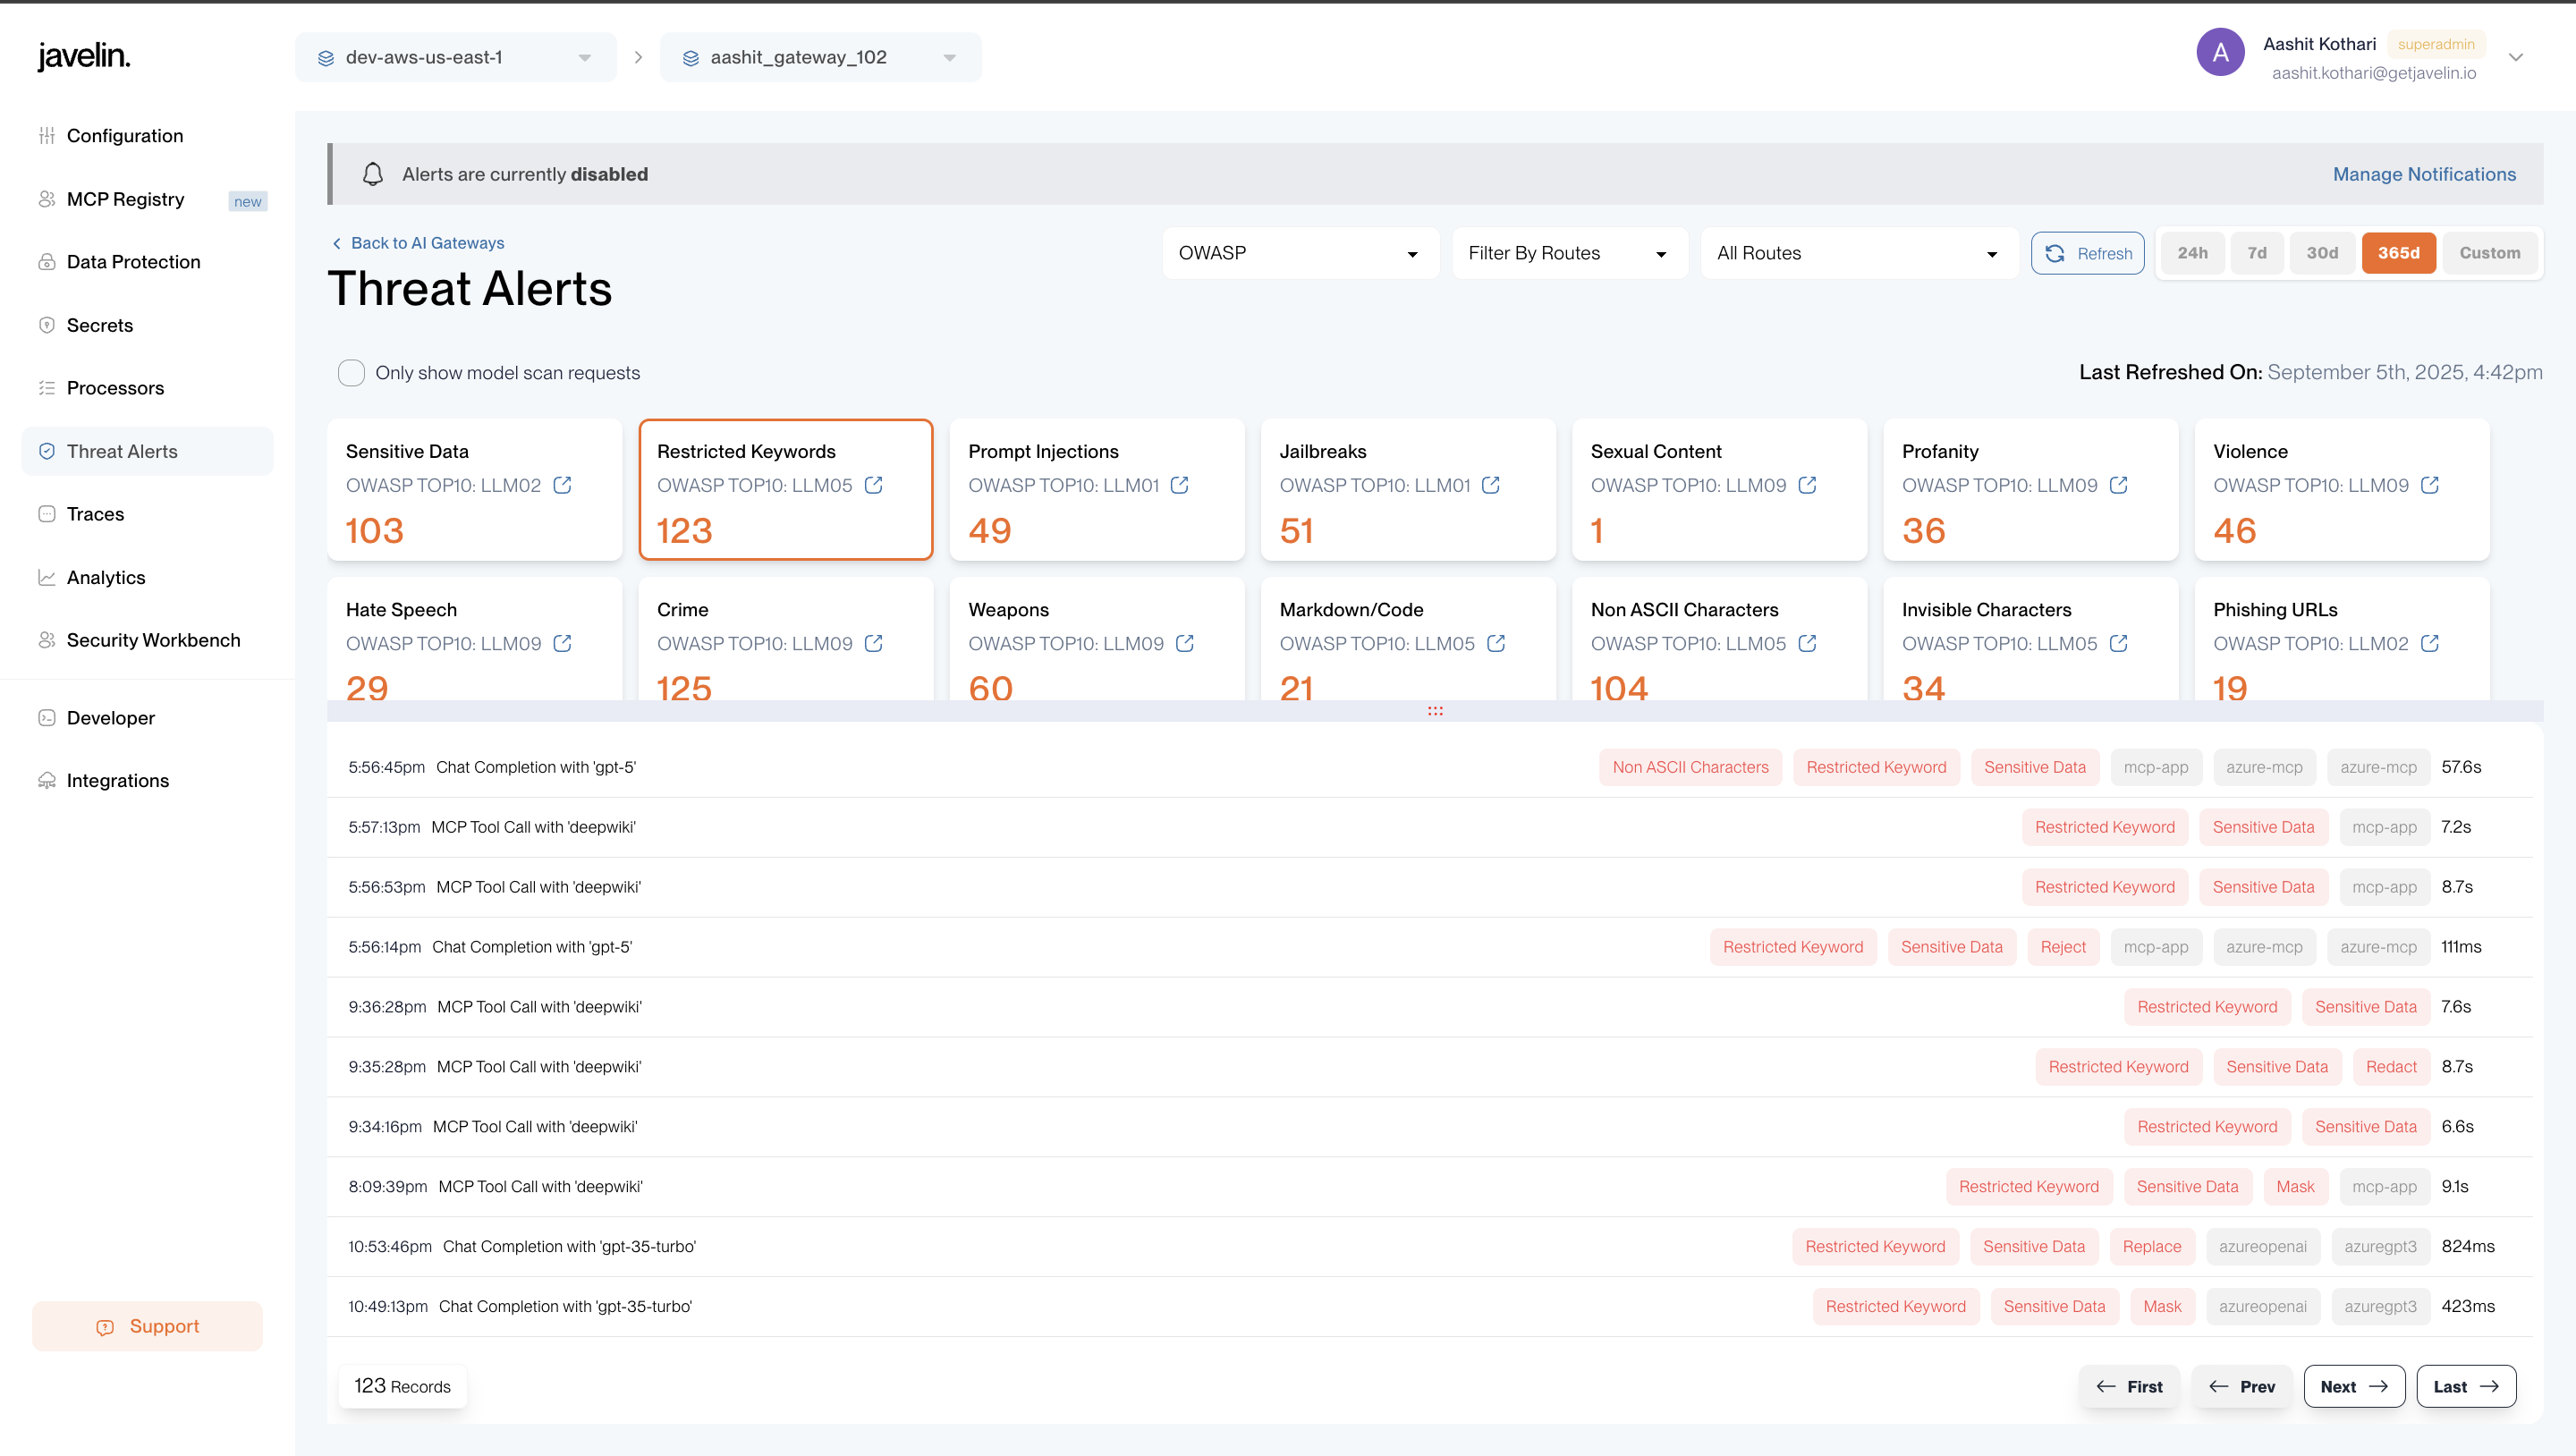 javelin.
dev-aws-us-east-1
aashit_gateway_102
A
Aashit Kothari superadmin
aashit.kothari@getjavelin.io
Configuration
MCP Registry new
Data Protection
Secrets
Processors
Threat Alerts
Traces
Analytics
Security Workbench
Developer
Integrations
Support
Alerts are currently disabled
Manage Notifications
Back to AI Gateways
Threat Alerts
OWASP
Filter By Routes
All Routes
Refresh
24h 7d 30d 365d Custom
Only show model scan requests
Last Refreshed On: September 5th, 2025, 4:42pm
Sensitive Data
OWASP TOP10: LLM02
103
Restricted Keywords
OWASP TOP10: LLM05
123
Prompt Injections
OWASP TOP10: LLM01
49
Jailbreaks
OWASP TOP10: LLM01
51
Sexual Content
OWASP TOP10: LLM09
1
Profanity
OWASP TOP10: LLM09
36
Violence
OWASP TOP10: LLM09
46
Hate Speech
OWASP TOP10: LLM09
29
Crime
OWASP TOP10: LLM09
125
Weapons
OWASP TOP10: LLM09
60
Markdown/Code
OWASP TOP10: LLM05
21
Non ASCII Characters
OWASP TOP10: LLM05
104
Invisible Characters
OWASP TOP10: LLM05
34
Phishing URLs
OWASP TOP10: LLM02
19
5:56:45pm Chat Completion with 'gpt-5' Non ASCII Characters Restricted Keyword Sensitive Data mcp-app azure-mcp azure-mcp 57.6s
5:57:13pm MCP Tool Call with 'deepwiki' Restricted Keyword Sensitive Data mcp-app 7.2s
5:56:53pm MCP Tool Call with 'deepwiki' Restricted Keyword Sensitive Data mcp-app 8.7s
5:56:14pm Chat Completion with 'gpt-5' Restricted Keyword Sensitive Data Reject mcp-app azure-mcp azure-mcp 111ms
9:36:28pm MCP Tool Call with 'deepwiki' Restricted Keyword Sensitive Data 7.6s
9:35:28pm MCP Tool Call with 'deepwiki' Restricted Keyword Sensitive Data Redact 8.7s
9:34:16pm MCP Tool Call with 'deepwiki' Restricted Keyword Sensitive Data 6.6s
8:09:39pm MCP Tool Call with 'deepwiki' Restricted Keyword Sensitive Data Mask mcp-app 9.1s
10:53:46pm Chat Completion with 'gpt-35-turbo' Restricted Keyword Sensitive Data Replace azureopenai azuregpt3 824ms
10:49:13pm Chat Completion with 'gpt-35-turbo' Restricted Keyword Sensitive Data Mask azureopenai azuregpt3 423ms
123 Records
First Prev Next Last